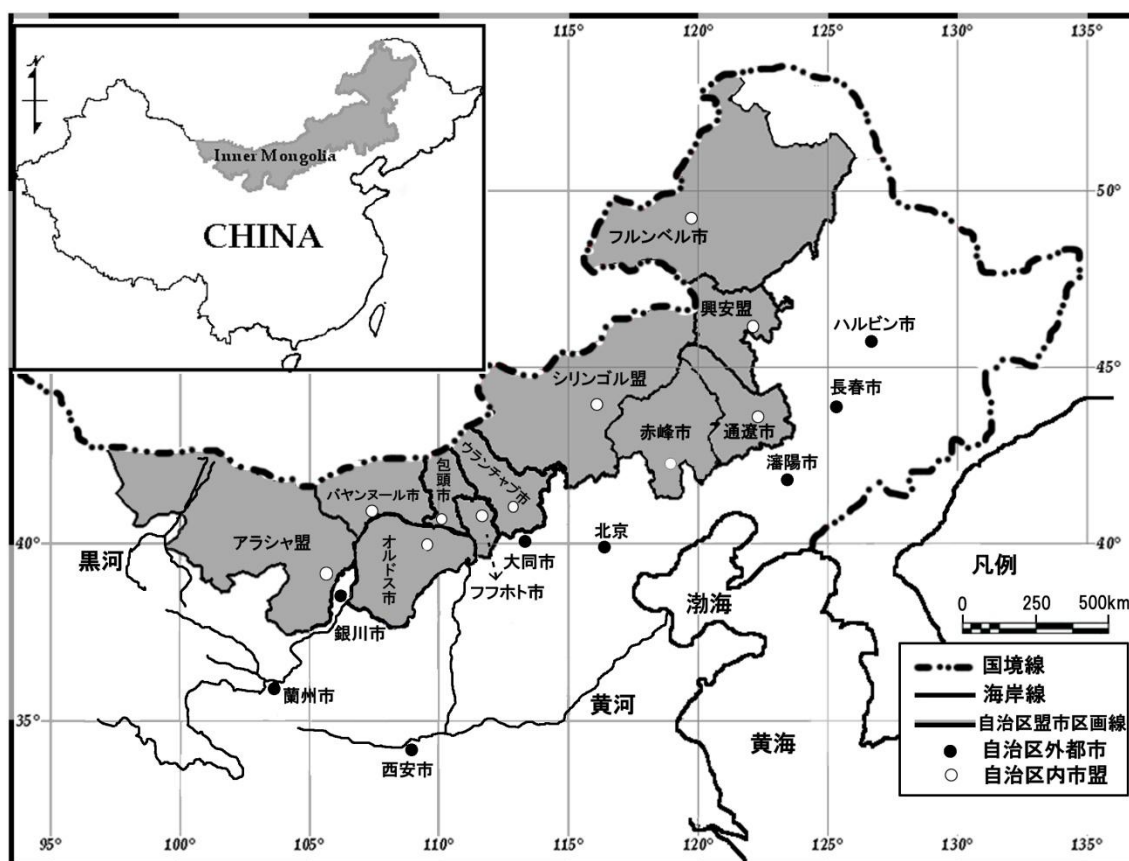 115°
120°
125°
130°
135°
N
Inner Mongolia
CHINA
50°
フルンベル市
興安盟
ハルビン市
45°
シリンゴル盟
長春市
赤峰市
通遼市
瀋陽市
ウランチャブ市
包頭市
バヤンヌール市
40°
アラシャ盟
オルドス市
北京
40°
黒河
大同市
フフホト市
凡例
渤海
0 250 500km
銀川市
蘭州市
黄河
35°
黄海
西安市
国境線
海岸線
自治区盟市区画線
自治区外都市
自治区内市盟
95°
100°
105°
110°
115°
120°
125°
130°
135°